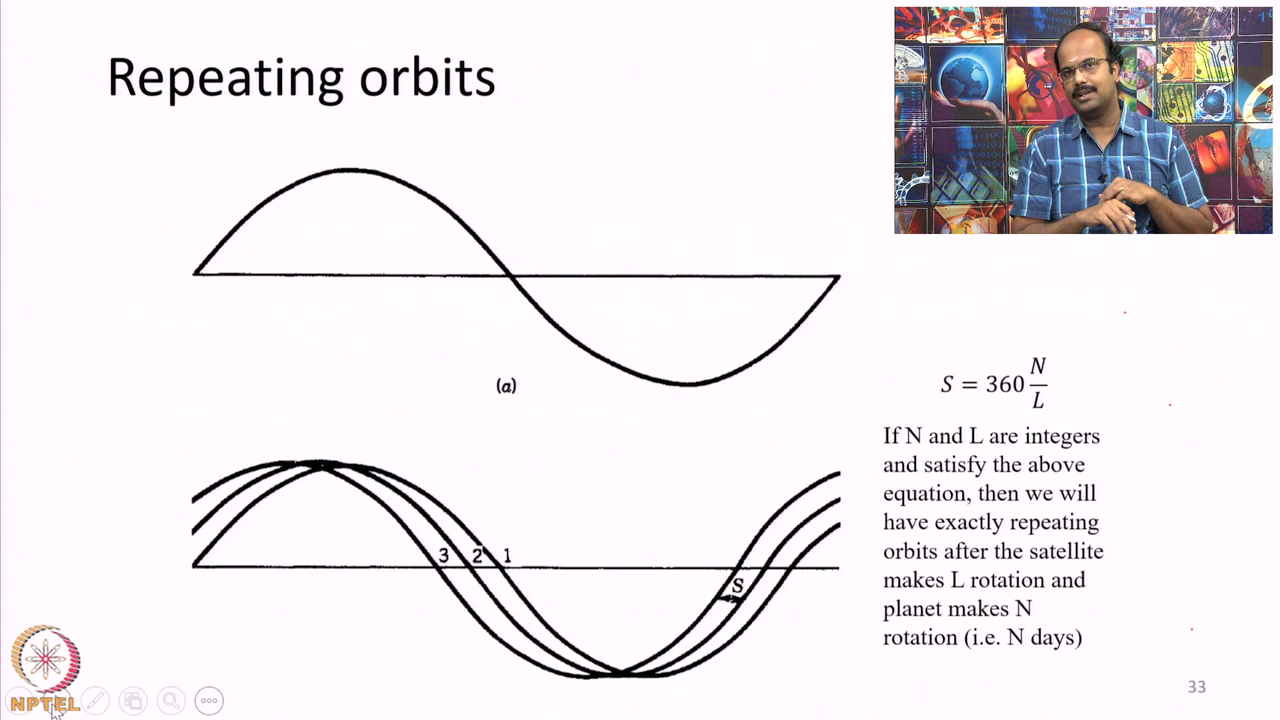 Repeating orbits
(a)
3 2 1
S
S = 360 N/L
If N and L are integers
and satisfy the above
equation, then we will
have exactly repeating
orbits after the satellite
makes L rotation and
planet makes N
rotation (i.e. N days)
NPTEL
33